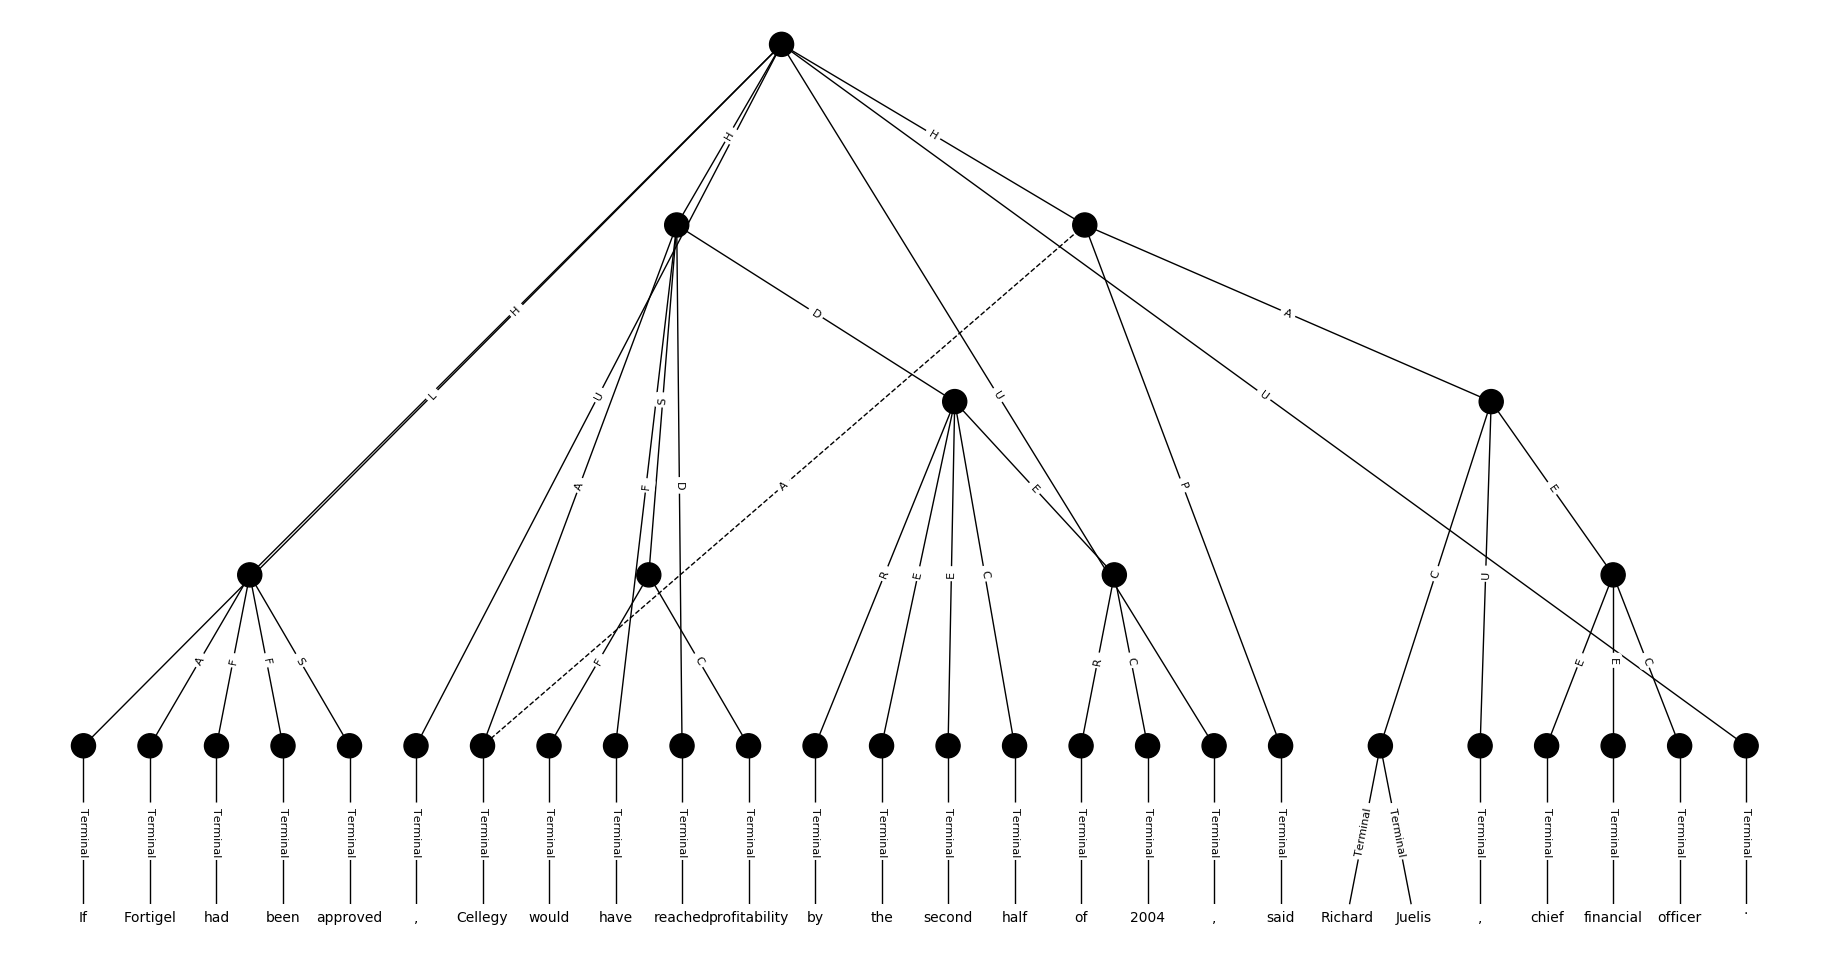 H H
H D A
L U S U U
A F D A E P E
R E E C C U
A F F S F C R C E E C
Terminal Terminal Terminal Terminal Terminal Terminal Terminal Terminal Terminal Terminal Terminal Terminal Terminal Terminal Terminal Terminal Terminal Terminal Terminal Terminal Terminal Terminal Terminal Terminal Terminal Terminal
If Fortigel had been approved , Cellegy would have reached profitability by the second half of 2004 , said Richard Juelis , chief financial officer .